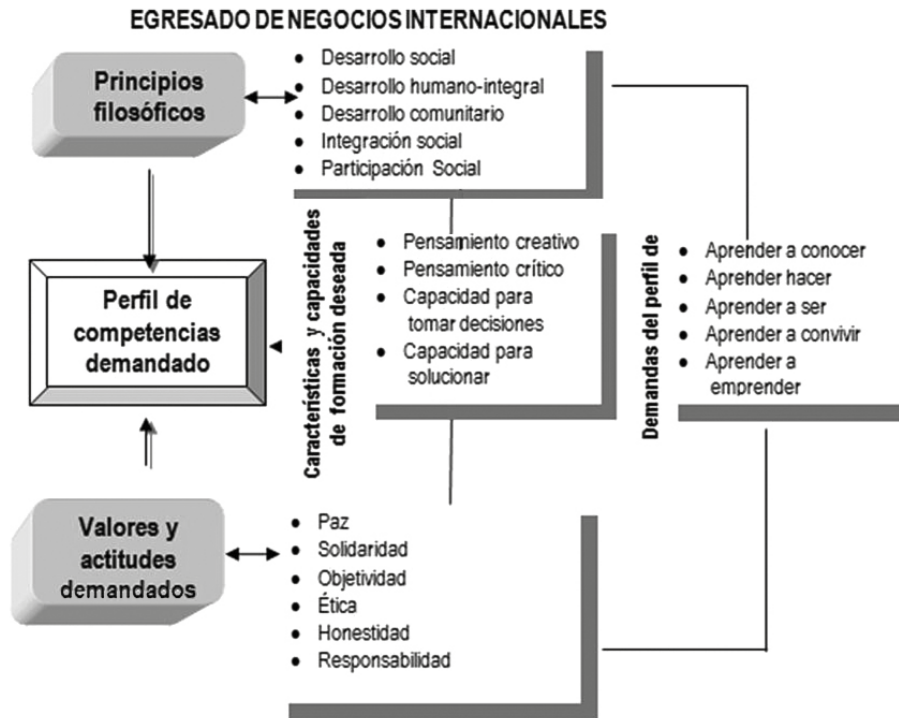 EGRESADO DE NEGOCIOS INTERNACIONALES
Principios
filosóficos
• Desarrollo social
• Desarrollo humano-integral
• Desarrollo comunitario
• Integración social
• Participación Social
Perfil de
competencias
demandado
Características y capacidades
de formación deseada
• Pensamiento creativo
• Pensamiento crítico
• Capacidad para
tomar decisiones
• Capacidad para
solucionar
Demandas del perfil de
• Aprender a conocer
• Aprender hacer
• Aprender a ser
• Aprender a convivir
• Aprender a
emprender
Valores y
actitudes
demandados
• Paz
• Solidaridad
• Objetividad
• Ética
• Honestidad
• Responsabilidad